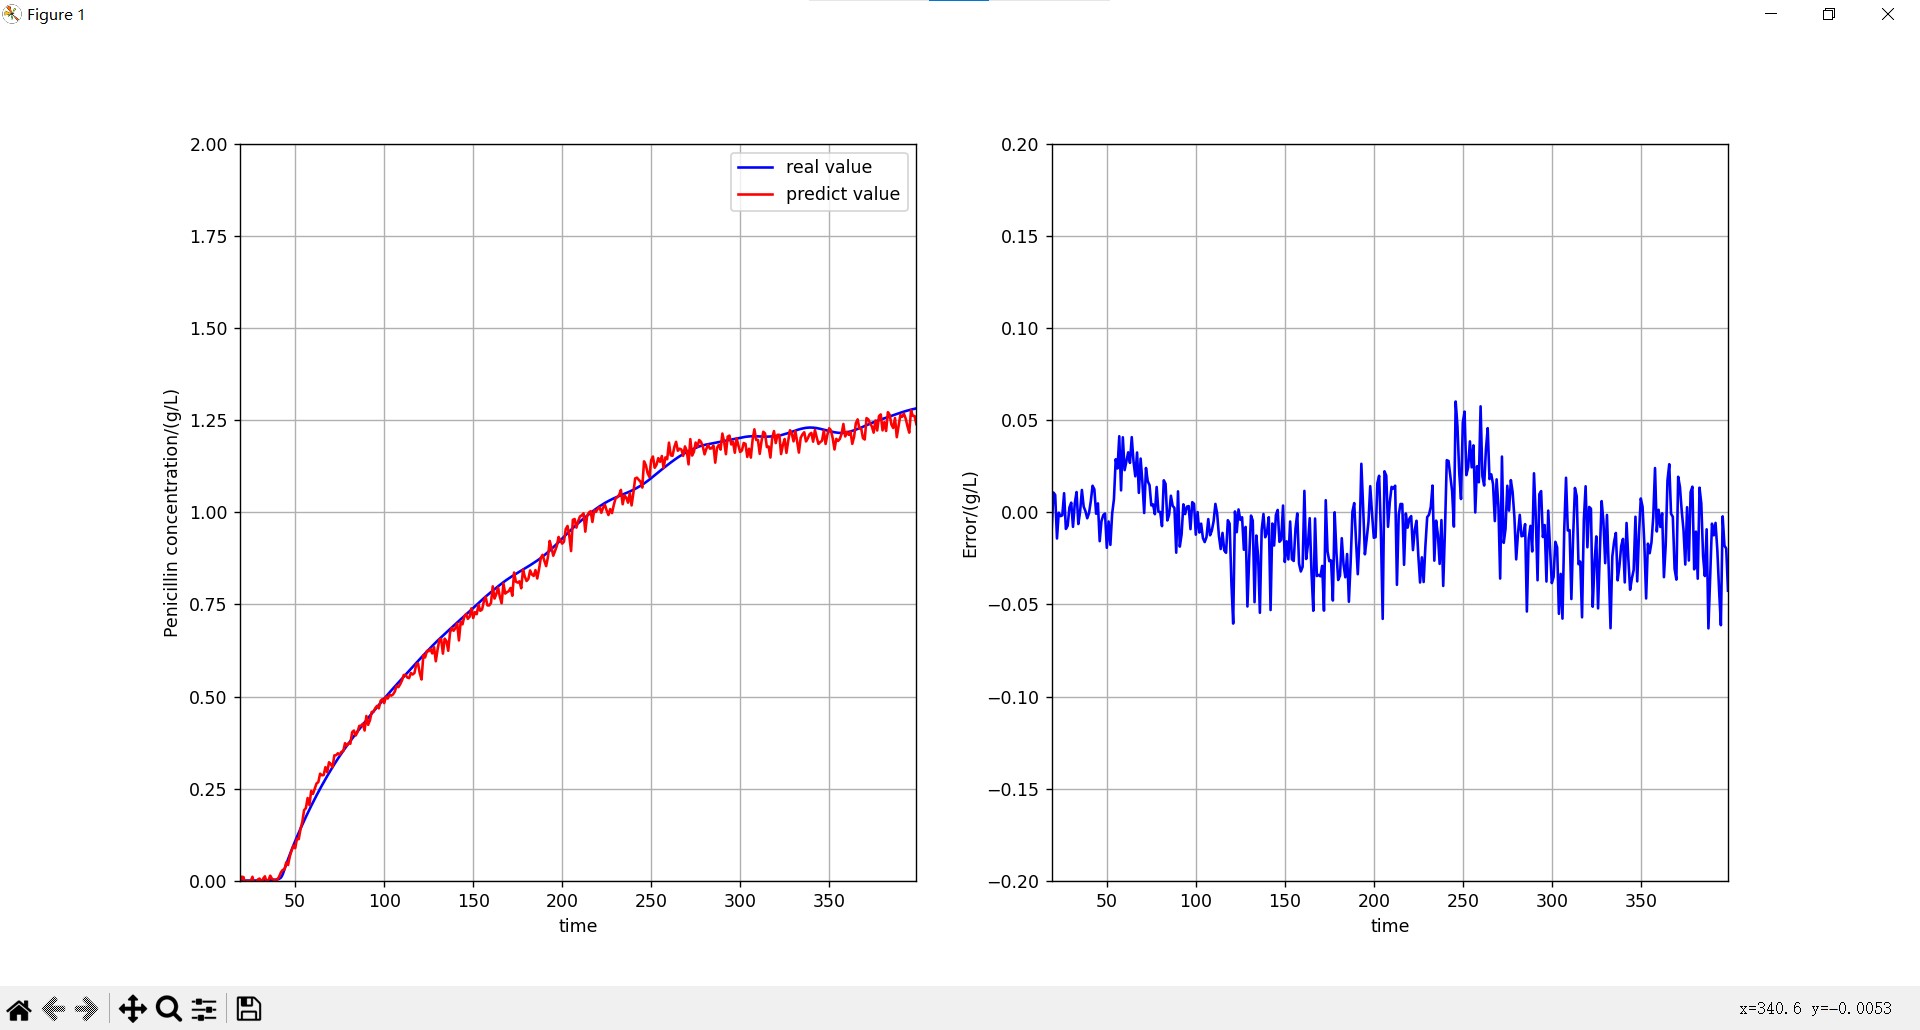 Figure 1
2.00
1.75
1.50
1.25
1.00
0.75
0.50
0.25
0.00
Penicillin concentration/(g/L)
50 100 150 200 250 300 350
time
real value
predict value
0.20
0.15
0.10
0.05
0.00
−0.05
−0.10
−0.15
−0.20
Error/(g/L)
50 100 150 200 250 300 350
time
x=340.6 y=−0.0053